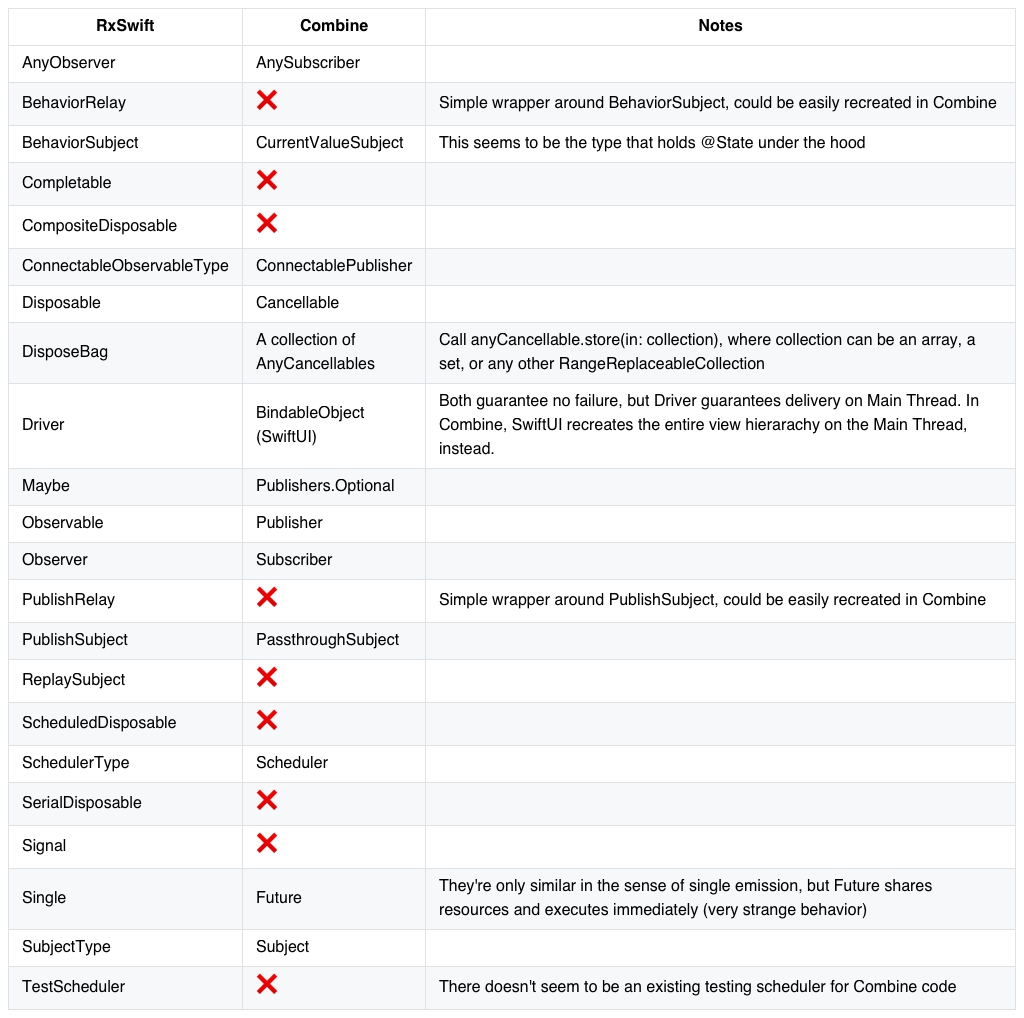 RxSwift Combine Notes
AnyObserver AnySubscriber
BehaviorRelay ❌ Simple wrapper around BehaviorSubject, could be easily recreated in Combine
BehaviorSubject CurrentValueSubject This seems to be the type that holds @State under the hood
Completable ❌
CompositeDisposable ❌
ConnectableObservableType ConnectablePublisher
Disposable Cancellable
DisposeBag
A collection of
AnyCancellables
Call anyCancellable.store(in: collection), where collection can be an array, a
set, or any other RangeReplaceableCollection
Driver
BindableObject
(SwiftUI)
Both guarantee no failure, but Driver guarantees delivery on Main Thread. In
Combine, SwiftUI recreates the entire view hierarachy on the Main Thread,
instead.
Maybe Publishers.Optional
Observable Publisher
Observer Subscriber
PublishRelay ❌ Simple wrapper around PublishSubject, could be easily recreated in Combine
PublishSubject PassthroughSubject
ReplaySubject ❌
ScheduledDisposable ❌
SchedulerType Scheduler
SerialDisposable ❌
Signal ❌
Single Future
They're only similar in the sense of single emission, but Future shares
resources and executes immediately (very strange behavior)
SubjectType Subject
TestScheduler ❌ There doesn't seem to be an existing testing scheduler for Combine code